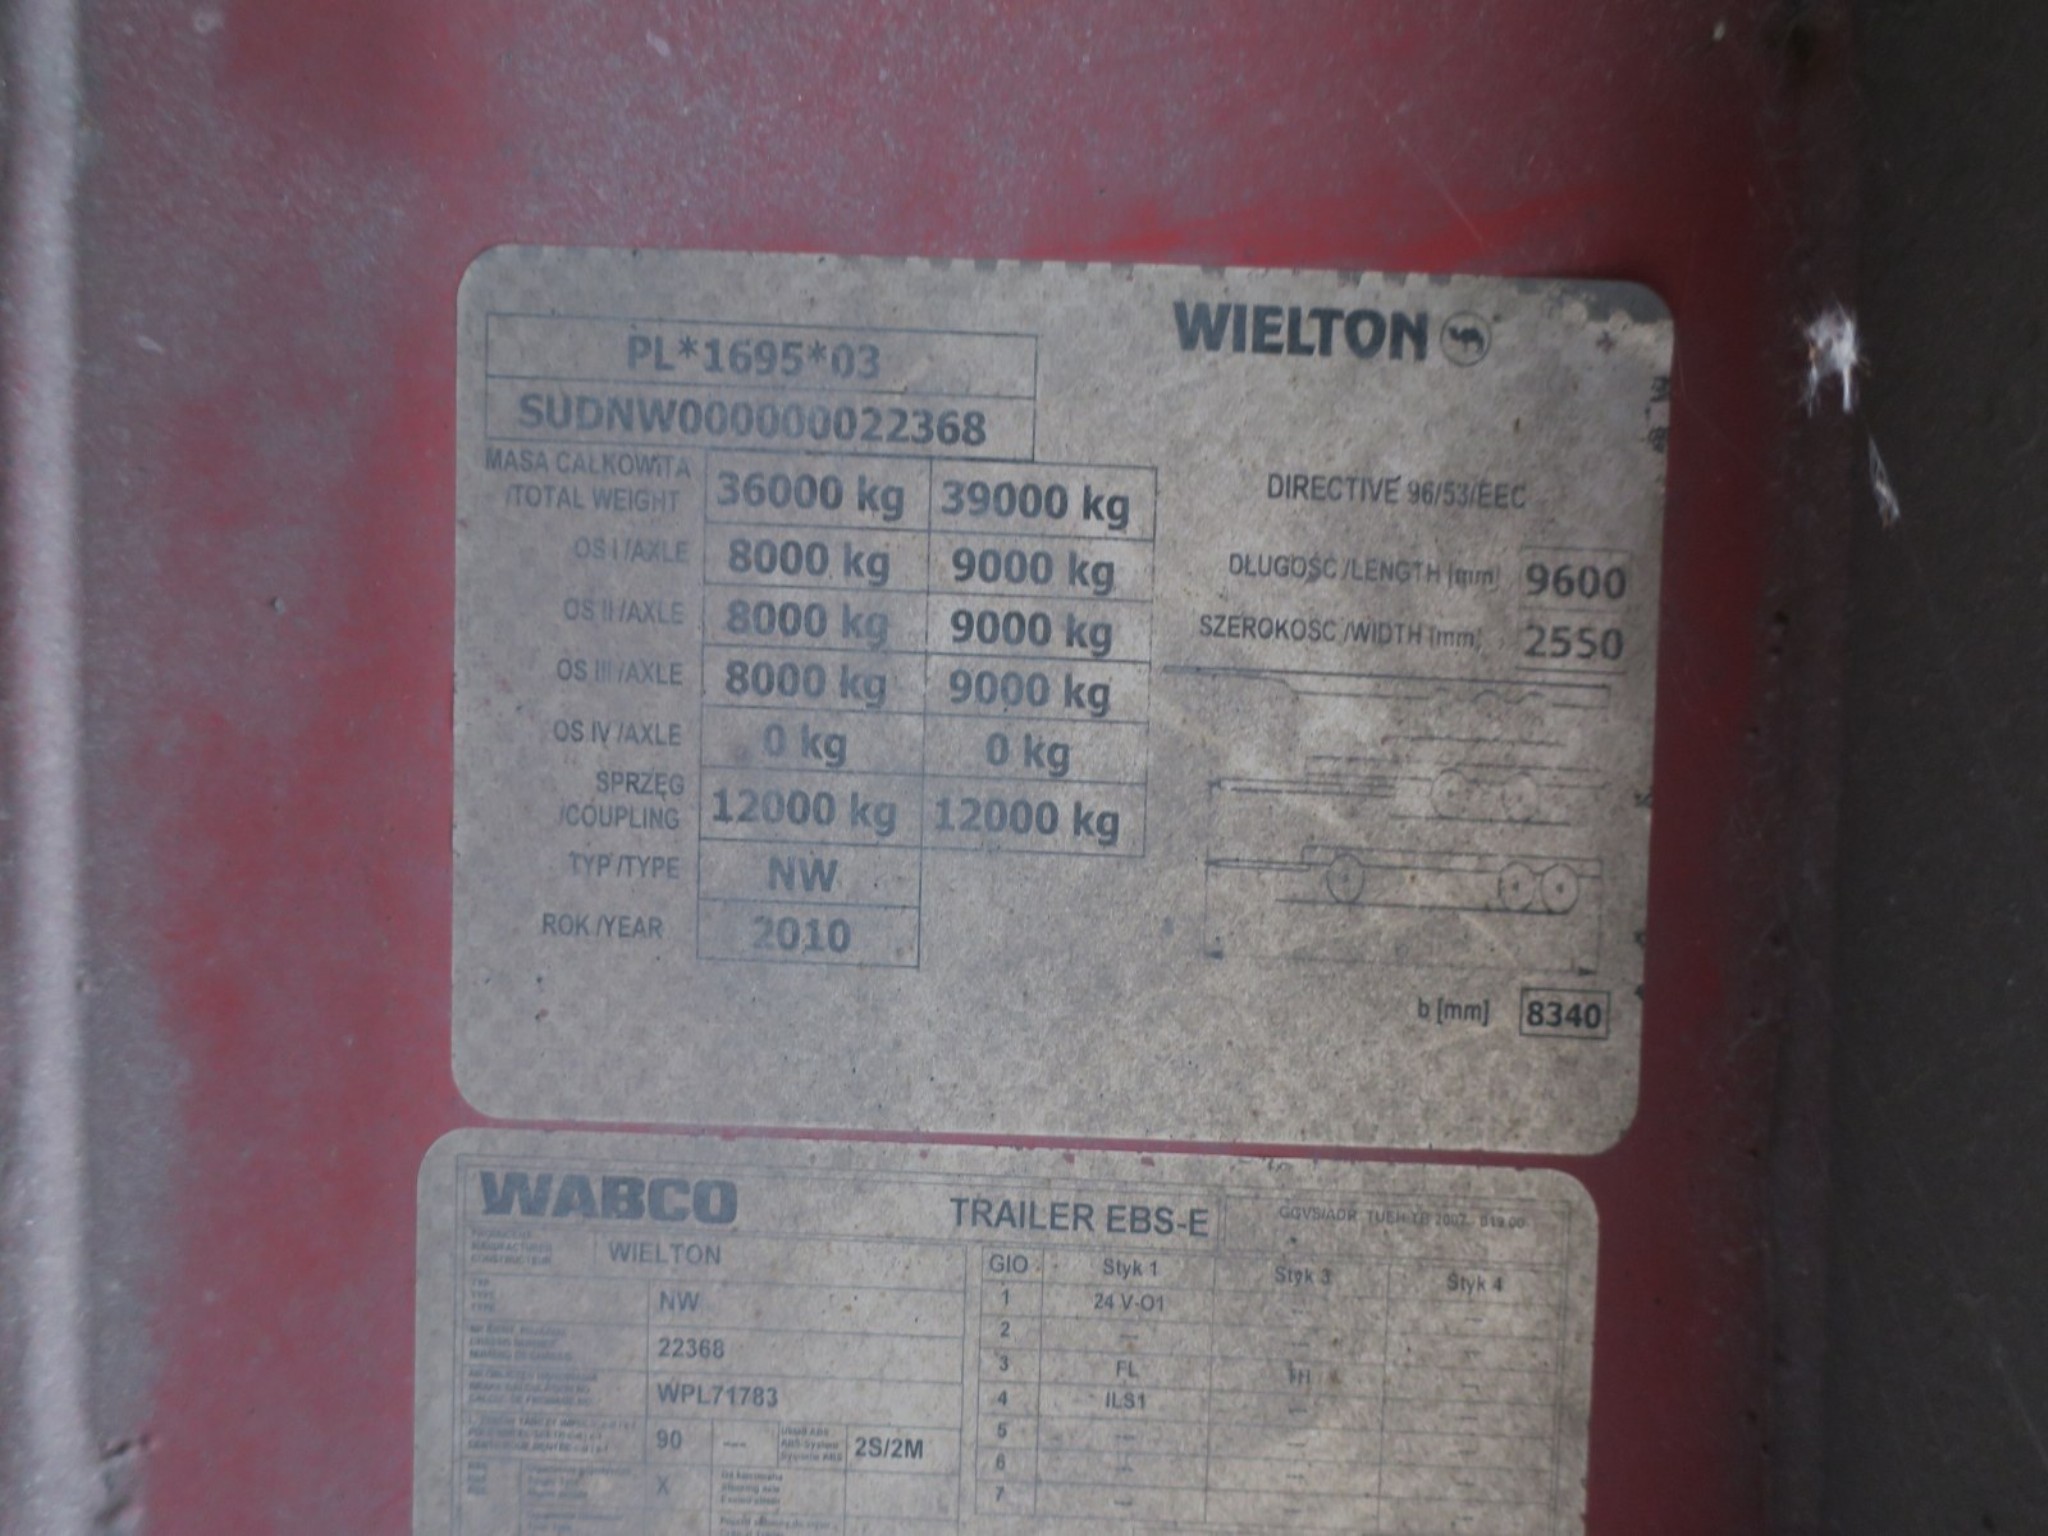 WIELTON
PL*1695*03
SUDNW000000022368
MASA CAŁKOWITA /TOTAL WEIGHT 36000 kg 39000 kg
OS I /AXLE 8000 kg 9000 kg
OS II /AXLE 8000 kg 9000 kg
OS III /AXLE 8000 kg 9000 kg
OS IV /AXLE 0 kg 0 kg
SPRZĘG /COUPLING 12000 kg 12000 kg
TYP /TYPE NW
ROK /YEAR 2010
DIRECTIVE 96/53/EEC
DŁUGOŚC /LENGTH [mm] 9600
SZEROKOŚC /WIDTH [mm] 2550
b [mm] 8340
WABCO TRAILER EBS-E
WIELTON
NW
22368
WPL71783
90 --- 2S/2M
X
GIO Styk 1 Styk 3 Styk 4
1 24 V-O1 --- ---
2 --- --- ---
3 FL ---
4 ILS1 --- ---
5 --- --- ---
6 --- --- ---
7 --- --- ---